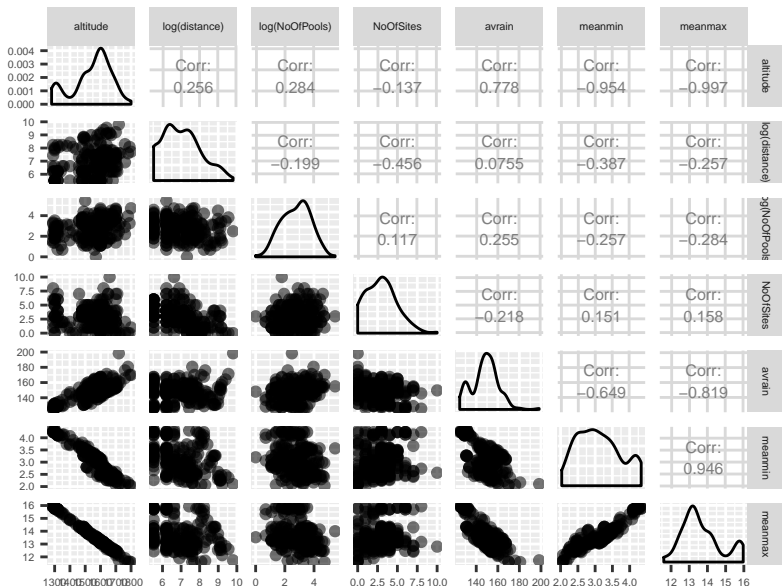 altitude log(distance) log(NoOfPools) NoOfSites avrain meanmin meanmax
0.004
0.003
0.002
0.001
0.000
Corr:
0.256
Corr:
0.284
Corr:
−0.137
Corr:
0.778
Corr:
−0.954
Corr:
−0.997
altitude
10
9
8
7
6
Corr:
−0.199
Corr:
−0.456
Corr:
0.0755
Corr:
−0.387
Corr:
−0.257
log(distance)
4
2
0
Corr:
0.117
Corr:
0.255
Corr:
−0.257
Corr:
−0.284
og(NoOfPools
10.0
7.5
5.0
2.5
0.0
Corr:
−0.218
Corr:
0.151
Corr:
0.158
NoOfSites
200
180
160
140
Corr:
−0.649
Corr:
−0.819
avrain
4.0
3.5
3.0
2.5
2.0
Corr:
0.946
meanmin
16
15
14
13
12
meanmax
130014001500160017001800 6 7 8 9 10 0 2 4 0.0 2.5 5.0 7.5 10.0 140 160 180 200 2.0 2.5 3.0 3.5 4.0 12 13 14 15 16